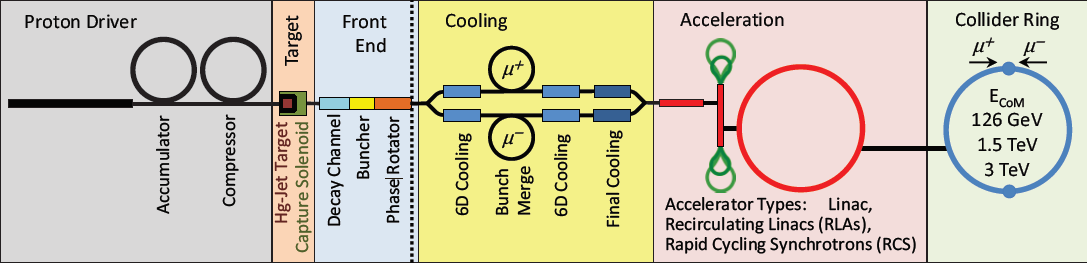 Proton Driver
Accumulator
Compressor
Target
Hg-Jet Target
Capture Solenoid
Front
End
Decay Channel
Buncher
Phase|Rotator
Cooling
μ+
μ−
6D Cooling
Bunch
Merge
6D Cooling
Final Cooling
Acceleration
Accelerator Types: Linac,
Recirculating Linacs (RLAs),
Rapid Cycling Synchrotrons (RCS)
Collider Ring
μ+ μ−
ECoM
126 GeV
1.5 TeV
3 TeV